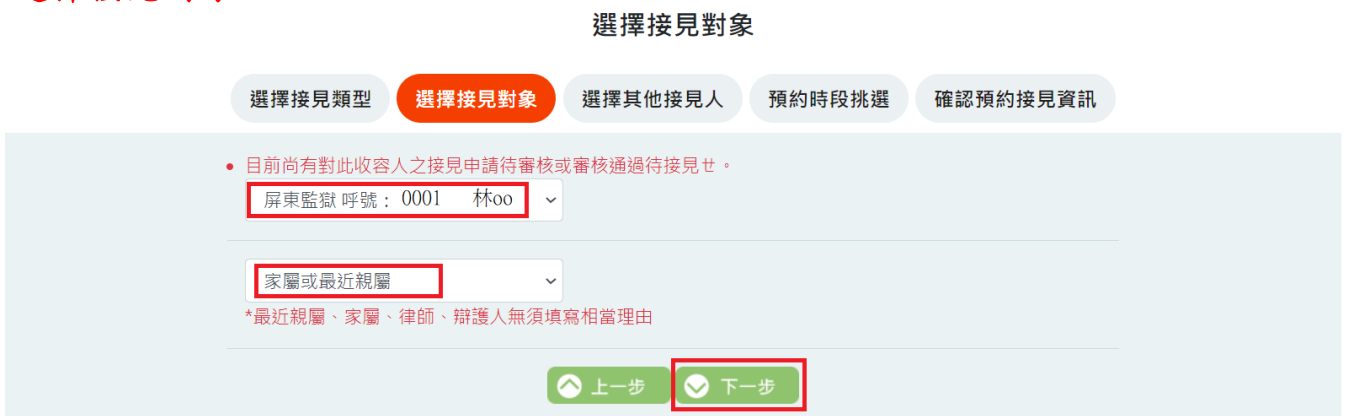 選擇接見對象
選擇接見類型 選擇接見對象 選擇其他接見人 預約時段挑選 確認預約接見資訊
目前尚有對此收容人之接見申請待審核或審核通過待接見ㄝ。
屏東監獄 呼號： 0001 林oo
家屬或最近親屬
*最近親屬、家屬、律師、辯護人無須填寫相當理由
上一步 下一步